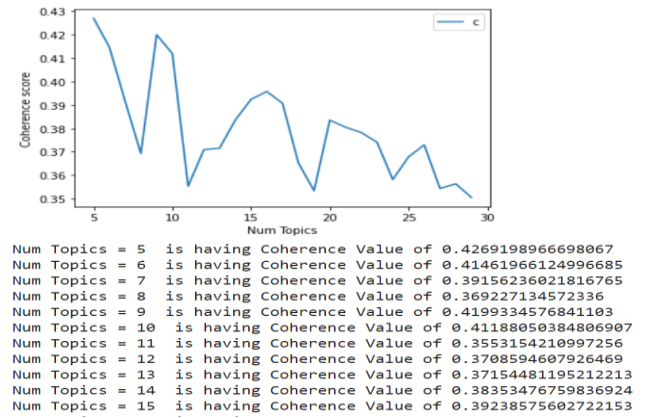 0.43
0.42
0.41
0.40
0.39
0.38
0.37
0.36
0.35
Coherence score
c
5 10 15 20 25 30
Num Topics
Num Topics = 5 is having Coherence Value of 0.4269198966698067
Num Topics = 6 is having Coherence Value of 0.41461966124996685
Num Topics = 7 is having Coherence Value of 0.39156236021816765
Num Topics = 8 is having Coherence Value of 0.369227134572336
Num Topics = 9 is having Coherence Value of 0.4199334576841103
Num Topics = 10 is having Coherence Value of 0.41188050384806907
Num Topics = 11 is having Coherence Value of 0.3553154210997256
Num Topics = 12 is having Coherence Value of 0.3708594607926469
Num Topics = 13 is having Coherence Value of 0.37154481195212213
Num Topics = 14 is having Coherence Value of 0.38353476759836924
Num Topics = 15 is having Coherence Value of 0.39238575602722153